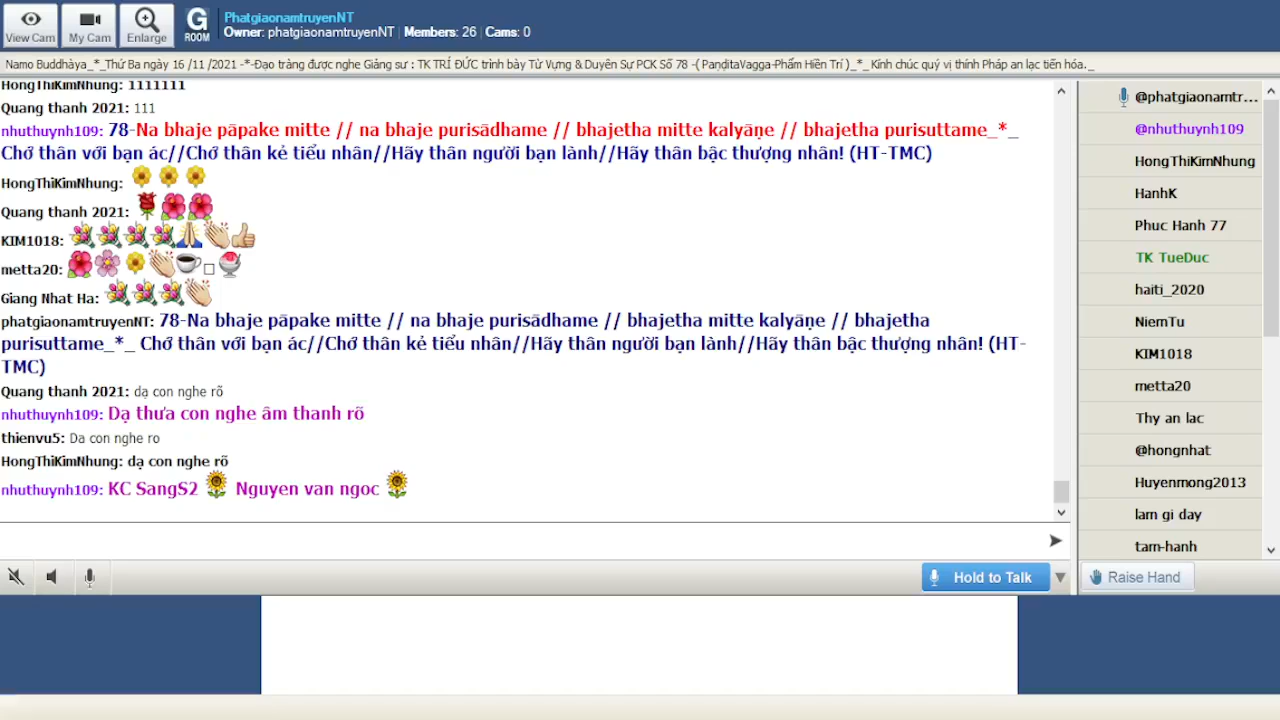 View Cam
My Cam
Enlarge
G
ROOM
PhatgiaonamtruyenNT
Owner: phatgiaonamtruyenNT | Members: 26 | Cams: 0
Namo Buddhàya_*_Thứ Ba ngày 16 /11 /2021 -*-Đạo tràng được nghe Giảng sư : TK TRÍ ĐỨC trình bày Từ Vựng & Duyên Sự PCK Số 78 -( PaṇḍitaVagga-Phẩm Hiền Trí )_*_ Kính chúc quý vị thính Pháp an lạc tiến hóa._
HongThiKimNhung: 1111111
Quang thanh 2021: 111
nhuthuynh109: 78-Na bhaje pāpake mitte // na bhaje purisādhame // bhajetha mitte kalyāṇe // bhajetha purisuttame_*_
Chớ thân với bạn ác//Chớ thân kẻ tiểu nhân//Hãy thân người bạn lành//Hãy thân bậc thượng nhân! (HT-TMC)
HongThiKimNhung:
Quang thanh 2021:
KIM1018:
metta20:
Giang Nhat Ha:
phatgiaonamtruyenNT: 78-Na bhaje pāpake mitte // na bhaje purisādhame // bhajetha mitte kalyāṇe // bhajetha
purisuttame_*_ Chớ thân với bạn ác//Chớ thân kẻ tiểu nhân//Hãy thân người bạn lành//Hãy thân bậc thượng nhân! (HT-
TMC)
Quang thanh 2021: dạ con nghe rõ
nhuthuynh109: Dạ thưa con nghe âm thanh rõ
thienvu5: Da con nghe ro
HongThiKimNhung: dạ con nghe rõ
nhuthuynh109: KC SangS2 Nguyen van ngoc
Hold to Talk
@phatgiaonamtr...
@nhuthuynh109
HongThiKimNhung
HanhK
Phuc Hanh 77
TK TueDuc
haiti_2020
NiemTu
KIM1018
metta20
Thy an lac
@hongnhat
Huyenmong2013
lam gi day
tam-hanh
Raise Hand